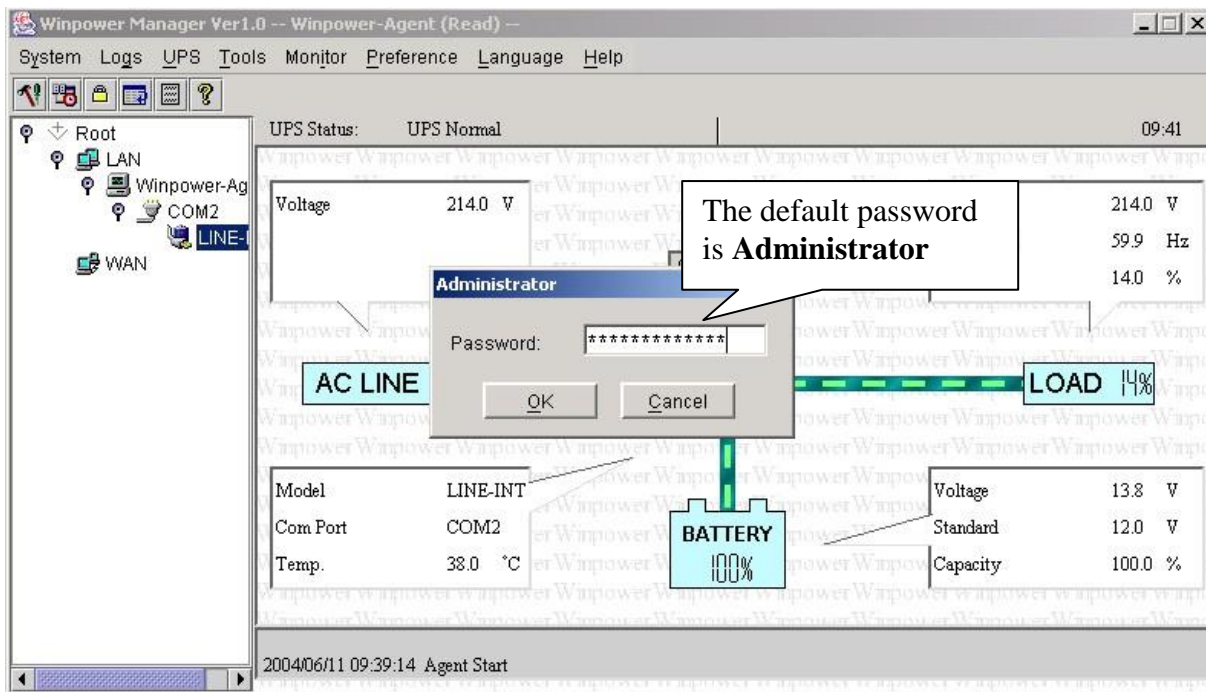 Winpower Manager Ver1.0 -- Winpower-Agent (Read) --
System Logs UPS Tools Monitor Preference Language Help
Root
LAN
Winpower-Ag
COM2
LINE-I
WAN
UPS Status: UPS Normal 09:41
Voltage 214.0 V
The default password
is Administrator
214.0 V
59.9 Hz
14.0 %
Administrator
Password: *************
OK Cancel
AC LINE
LOAD 14%
Model LINE-INT
Com Port COM2
Temp. 38.0 °C
BATTERY
100%
Voltage 13.8 V
Standard 12.0 V
Capacity 100.0 %
2004/06/11 09:39:14 Agent Start